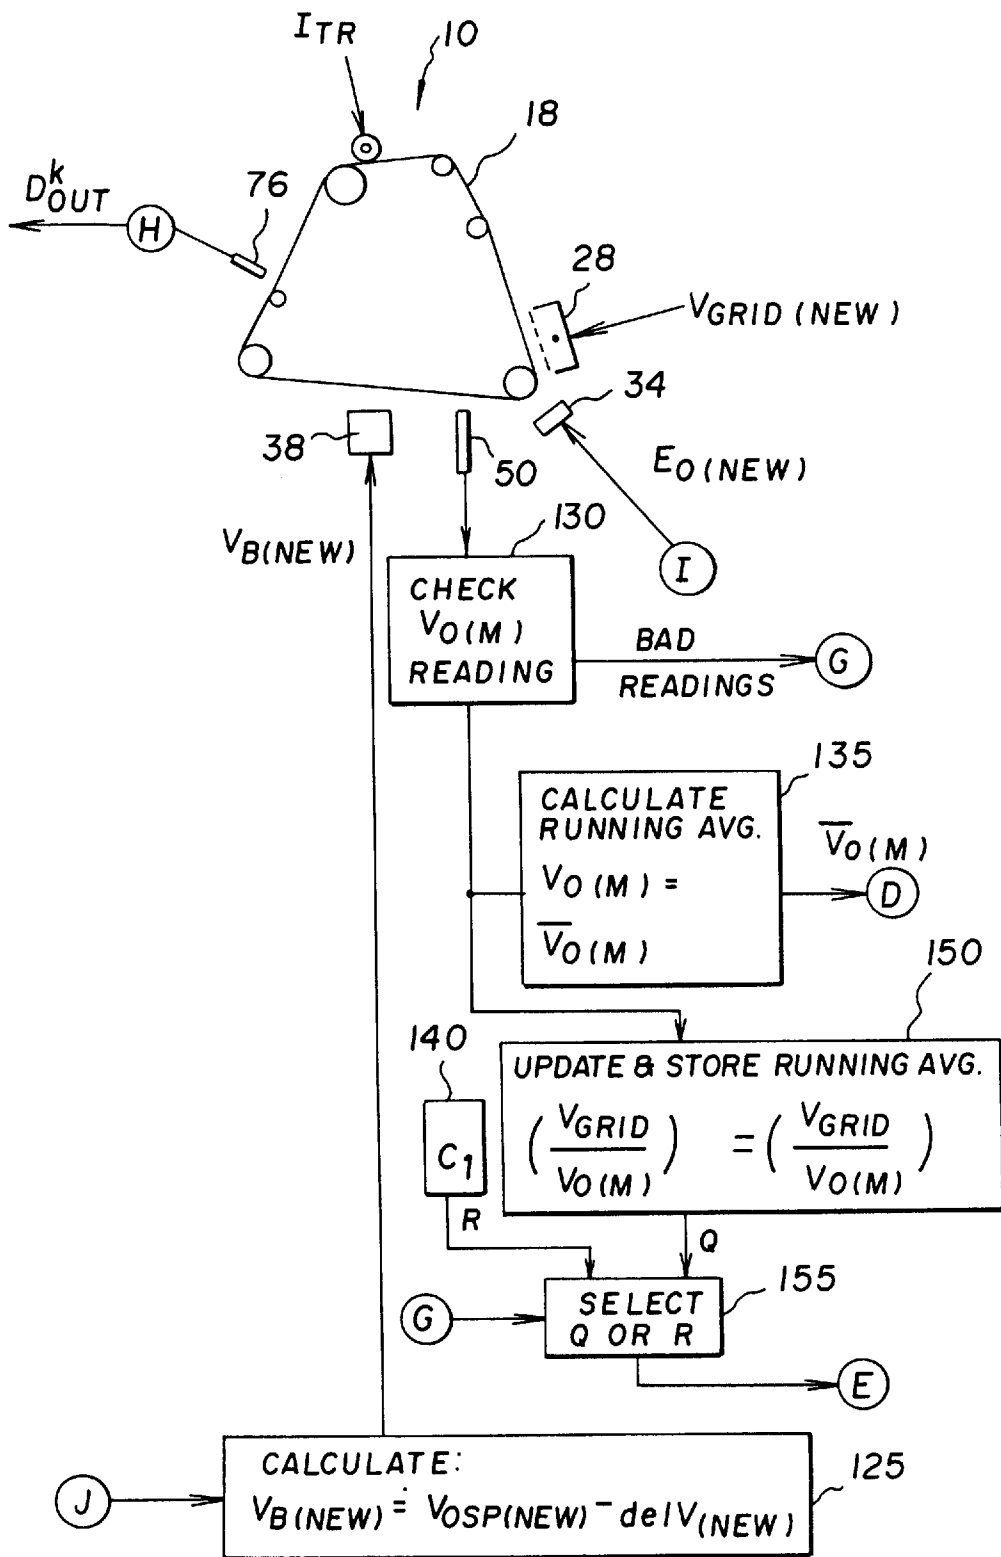 I_TR
10
18
D^k_OUT
H
76
28
V_GRID (NEW)
34
38
50
E_O (NEW)
130
V_B(NEW)
I
CHECK
V_O(M)
READING
BAD
READINGS
G
135
CALCULATE
RUNNING AVG.
V_O(M) =
V̅_O(M)
V̅_O(M)
D
150
140
UPDATE & STORE RUNNING AVG.
(V_GRID / V_O(M)) = (V_GRID / V_O(M))
C_1
R
Q
155
G
SELECT
Q OR R
E
CALCULATE:
V_B(NEW) = V_OSP(NEW) - delV_(NEW)
125
J